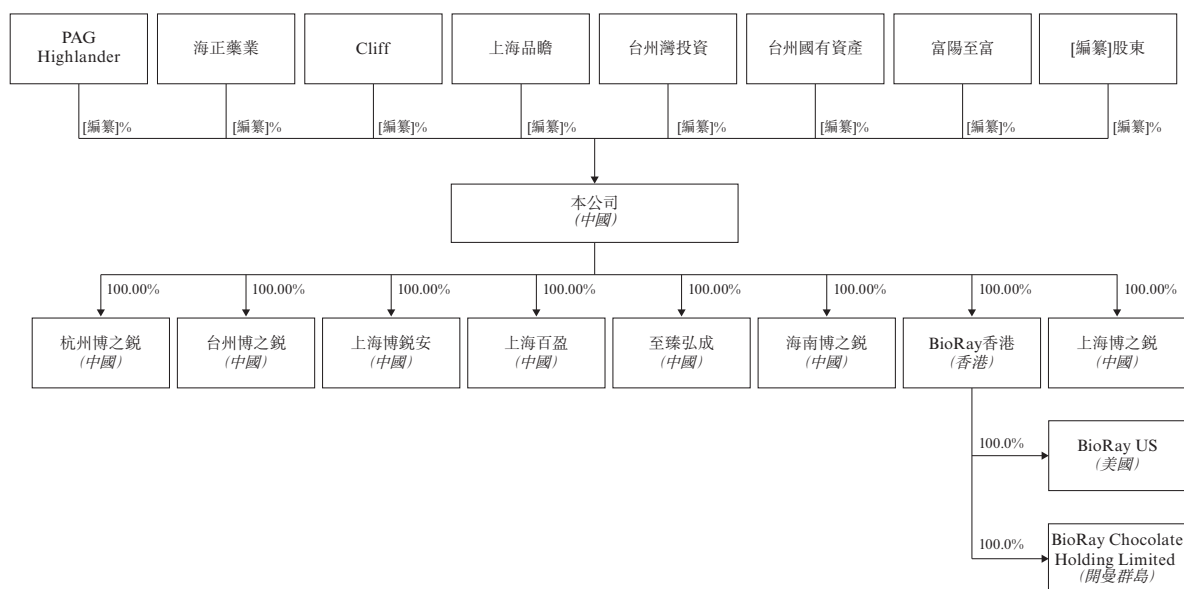 PAG
Highlander
海正藥業
Cliff
上海品瞻
台州灣投資
台州國有資產
富陽至富
[編纂]股東
[編纂]%
[編纂]%
[編纂]%
[編纂]%
[編纂]%
[編纂]%
[編纂]%
[編纂]%
本公司
(中國)
100.00%
100.00%
100.00%
100.00%
100.00%
100.00%
100.00%
100.00%
杭州博之銳
(中國)
台州博之銳
(中國)
上海博銳安
(中國)
上海百盈
(中國)
至臻弘成
(中國)
海南博之銳
(中國)
BioRay香港
(香港)
上海博之銳
(中國)
100.0%
BioRay US
(美國)
100.0%
BioRay Chocolate
Holding Limited
(開曼群島)